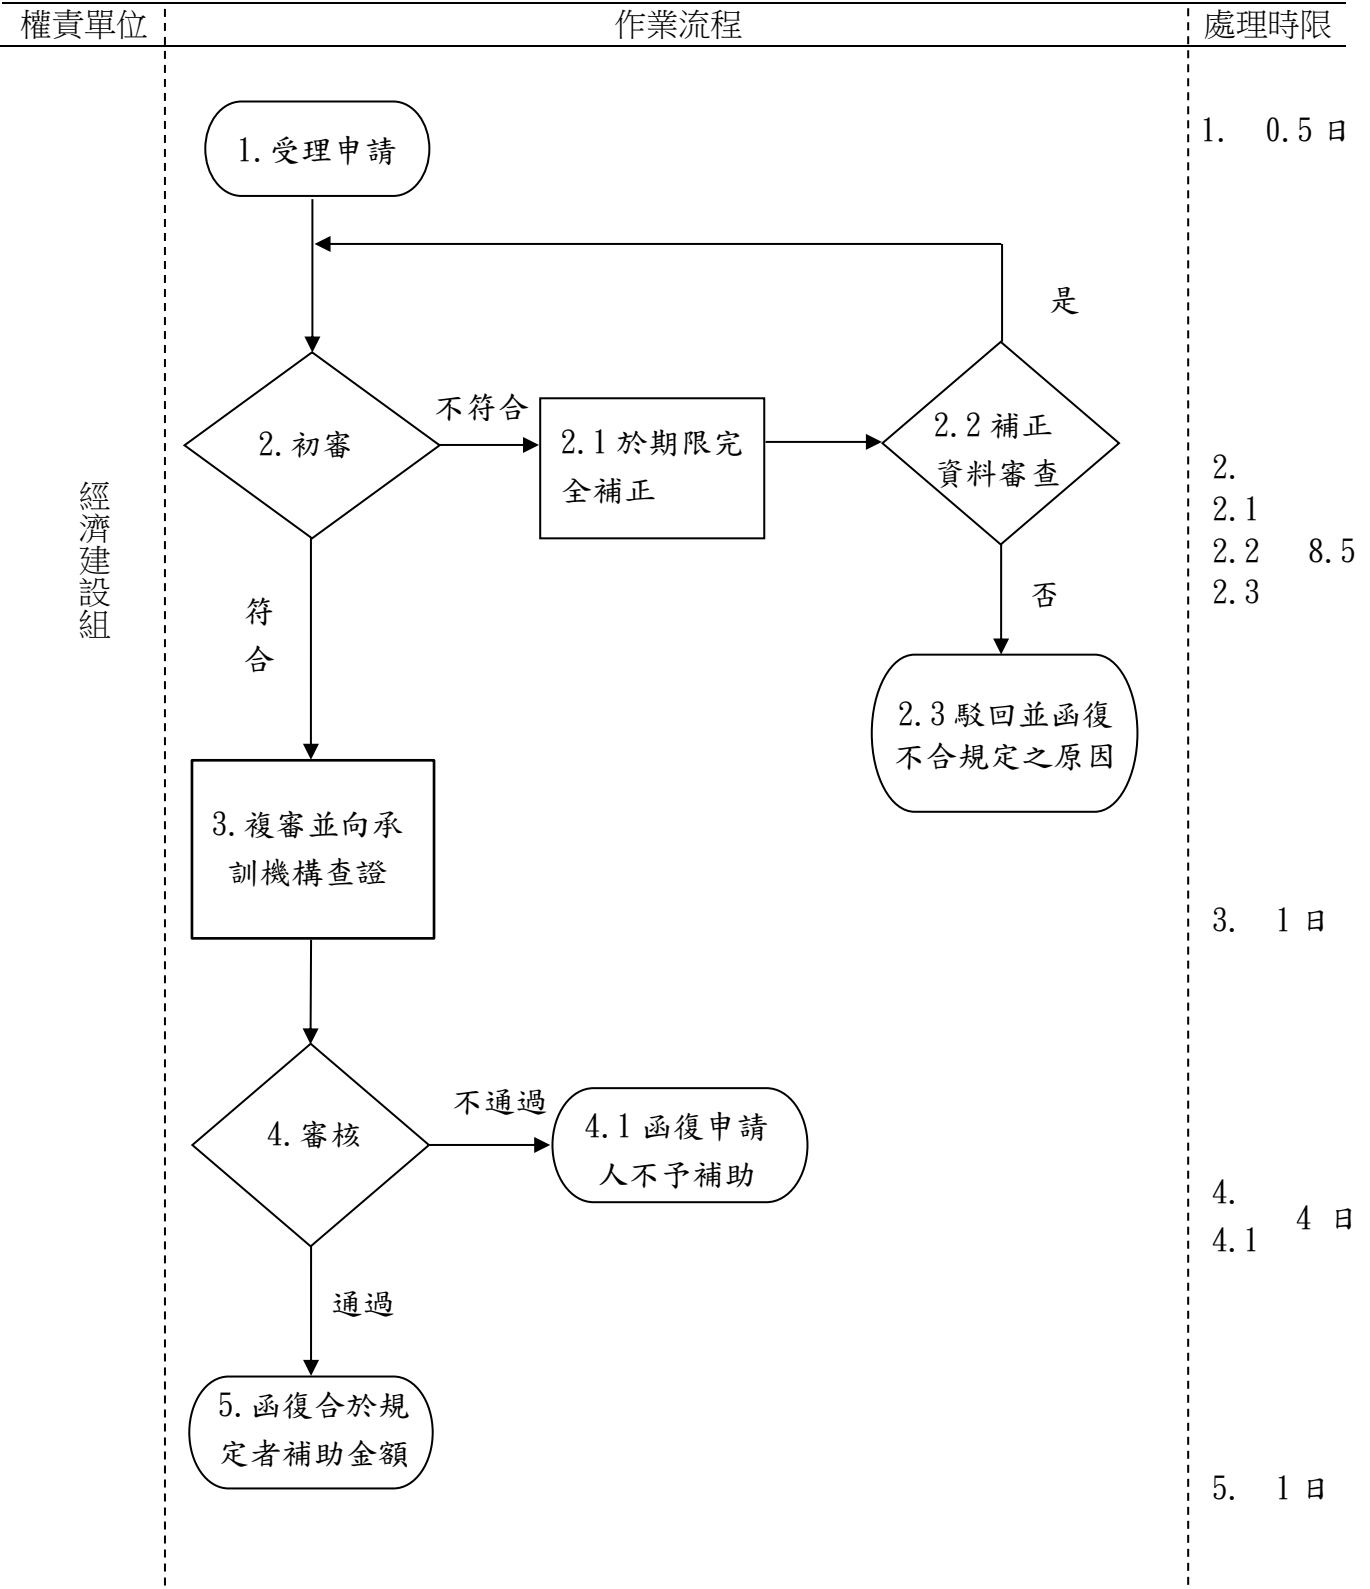 權責單位
作業流程
處理時限
1.受理申請
1. 0.5 日
是
不符合
2.初審
2.1 於期限完
全補正
2.2 補正
資料審查
2.
2.1
2.2 8.5
2.3
經濟建設組
符
合
否
2.3 駁回並函復
不合規定之原因
3.複審並向承
訓機構查證
3. 1 日
不通過
4.審核
4.1 函復申請
人不予補助
4.
4 日
4.1
通過
5.函復合於規
定者補助金額
5. 1 日